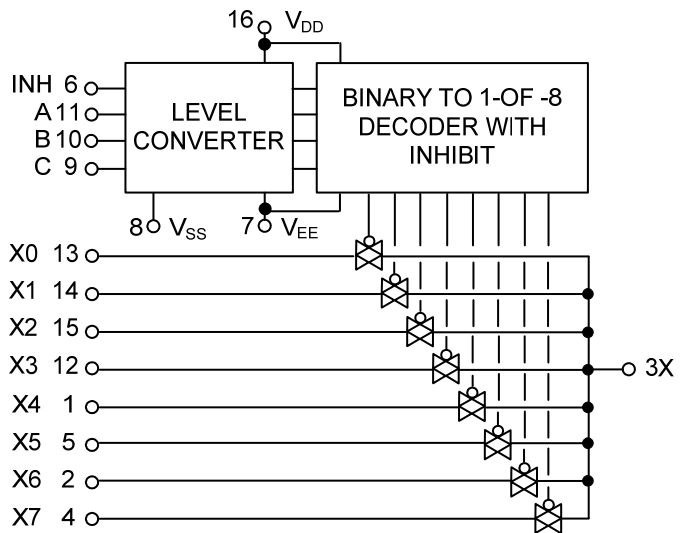 16 VDD
INH 6
A 11
B 10
C 9
LEVEL
CONVERTER
BINARY TO 1-OF -8
DECODER WITH
INHIBIT
8 VSS
7 VEE
X0 13
X1 14
X2 15
X3 12
X4 1
X5 5
X6 2
X7 4
3X